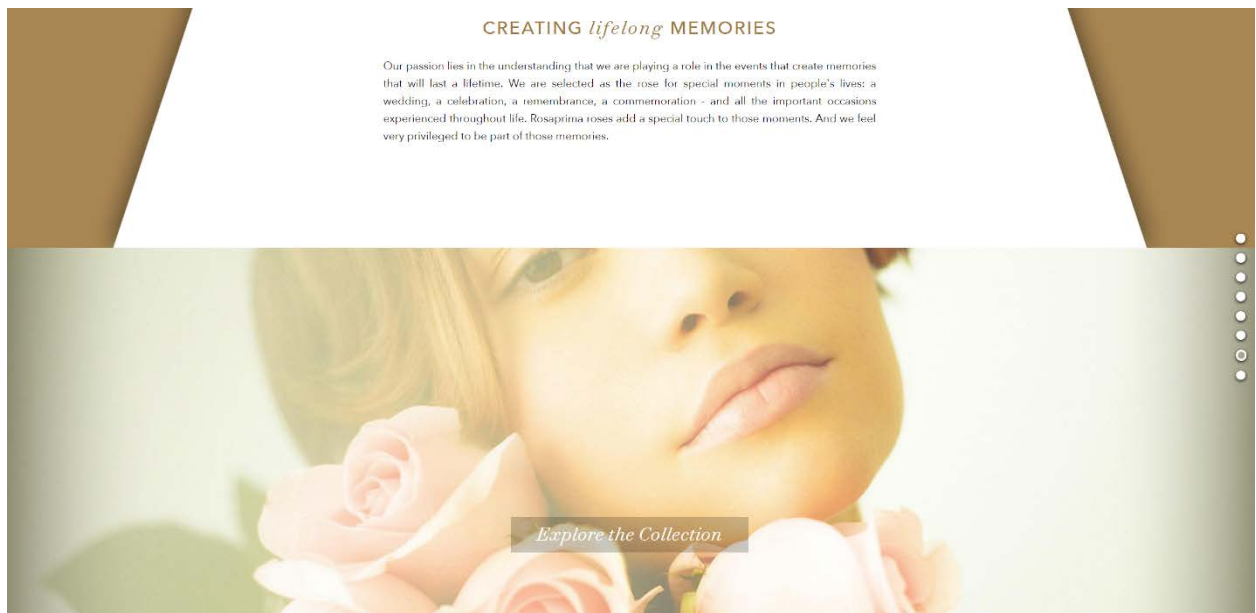 CREATING lifelong MEMORIES
Our passion lies in the understanding that we are playing a role in the events that create memories
that will last a lifetime. We are selected as the rose for special moments in people's lives: a
wedding, a celebration, a remembrance, a commemoration - and all the important occasions
experienced throughout life. Rosaprima roses add a special touch to those moments. And we feel
very privileged to be part of those memories.
Explore the Collection